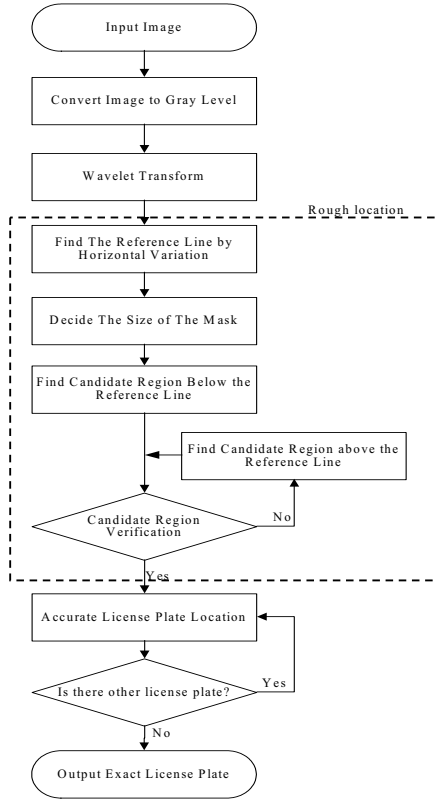 Input Image
Convert Image to Gray Level
Wavelet Transform
Rough location
Find The Reference Line by
Horizontal Variation
Decide The Size of The Mask
Find Candidate Region Below the
Reference Line
Find Candidate Region above the
Reference Line
Candidate Region
Verification
No
Yes
Accurate License Plate Location
Is there other license plate?
Yes
No
Output Exact License Plate